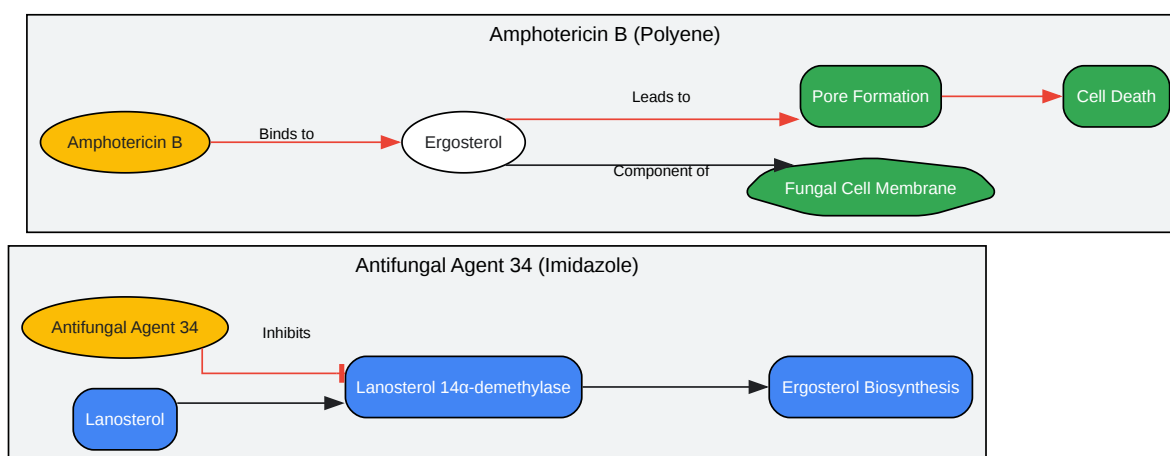 Amphotericin B (Polyene)
Amphotericin B
Binds to
Ergosterol
Leads to
Pore Formation
Cell Death
Component of
Fungal Cell Membrane
Antifungal Agent 34 (Imidazole)
Antifungal Agent 34
Inhibits
Lanosterol
Lanosterol 14α-demethylase
Ergosterol Biosynthesis